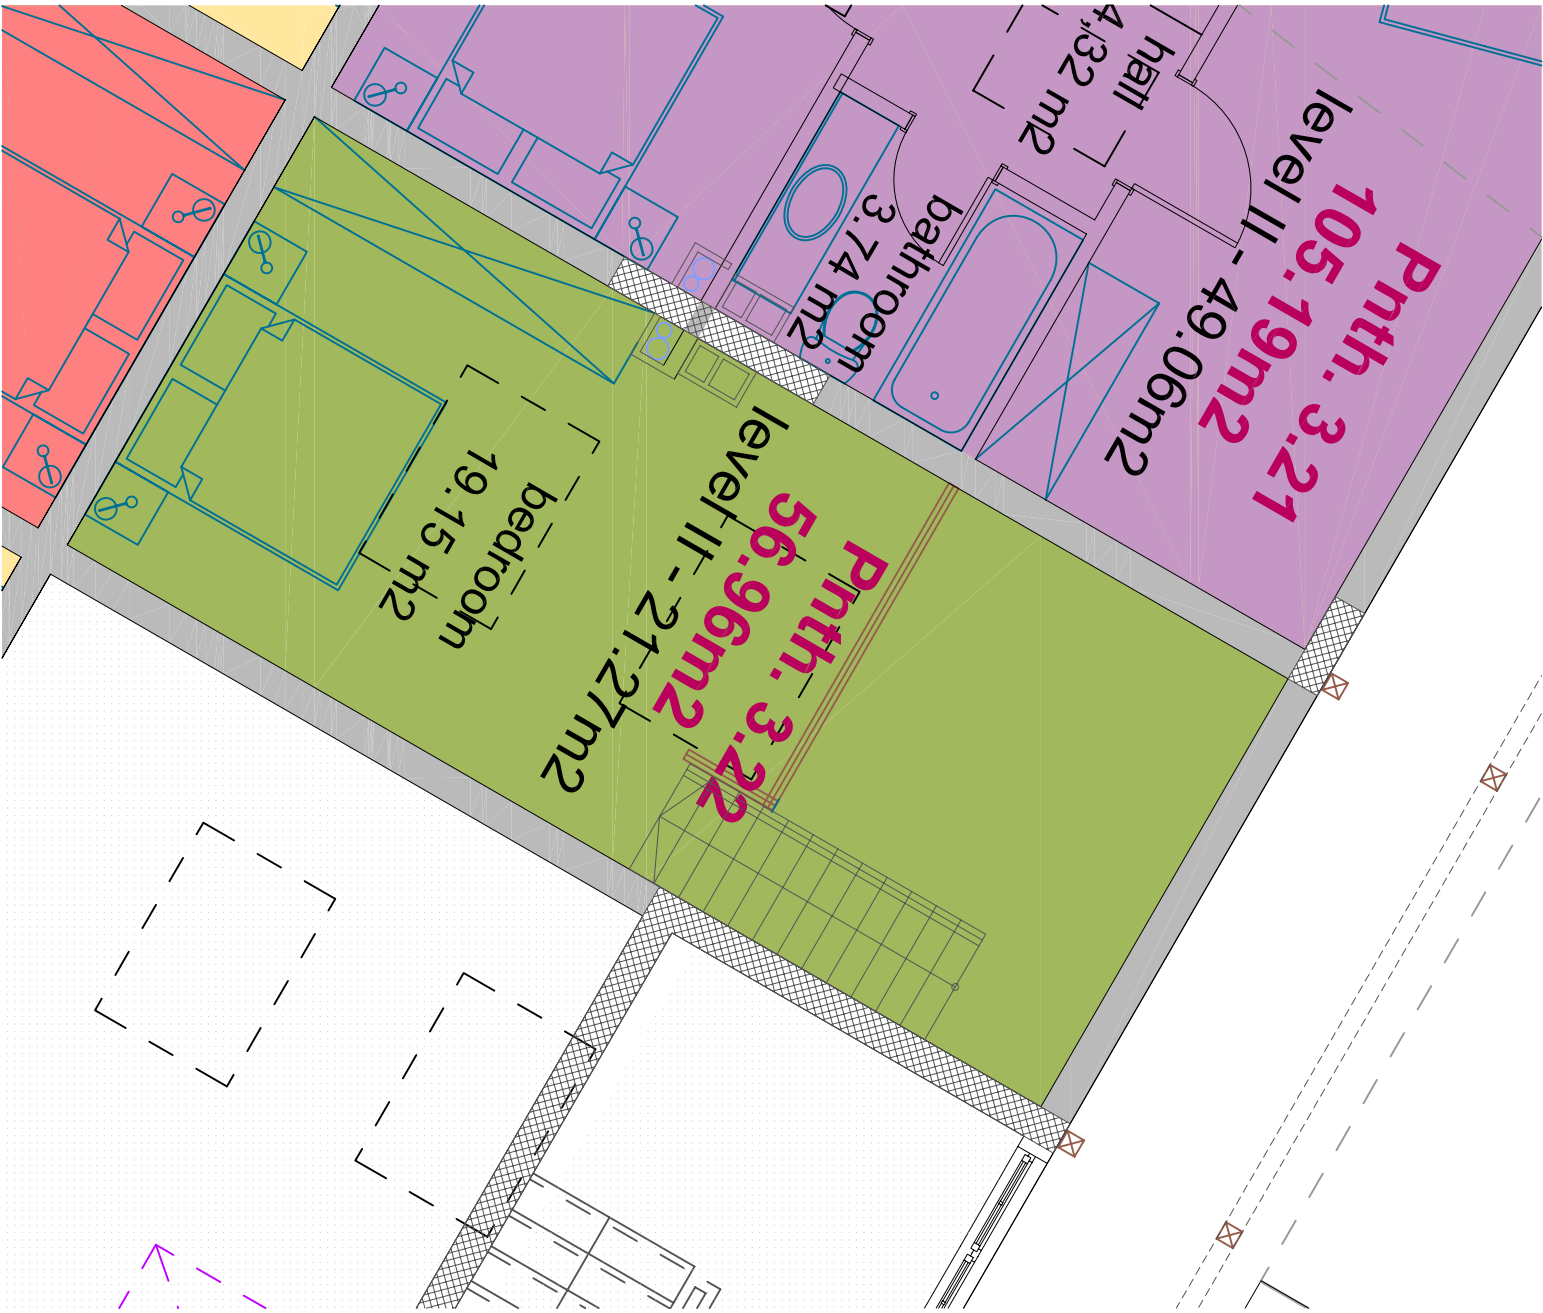 hall
4,32 m2
bathroom
3.74 m2
Pnth. 3.21
105.19m2
level III - 49.06m2
bedroom
19.15 m2
Pnth. 3.22
56.96m2
level II - 21.27m2